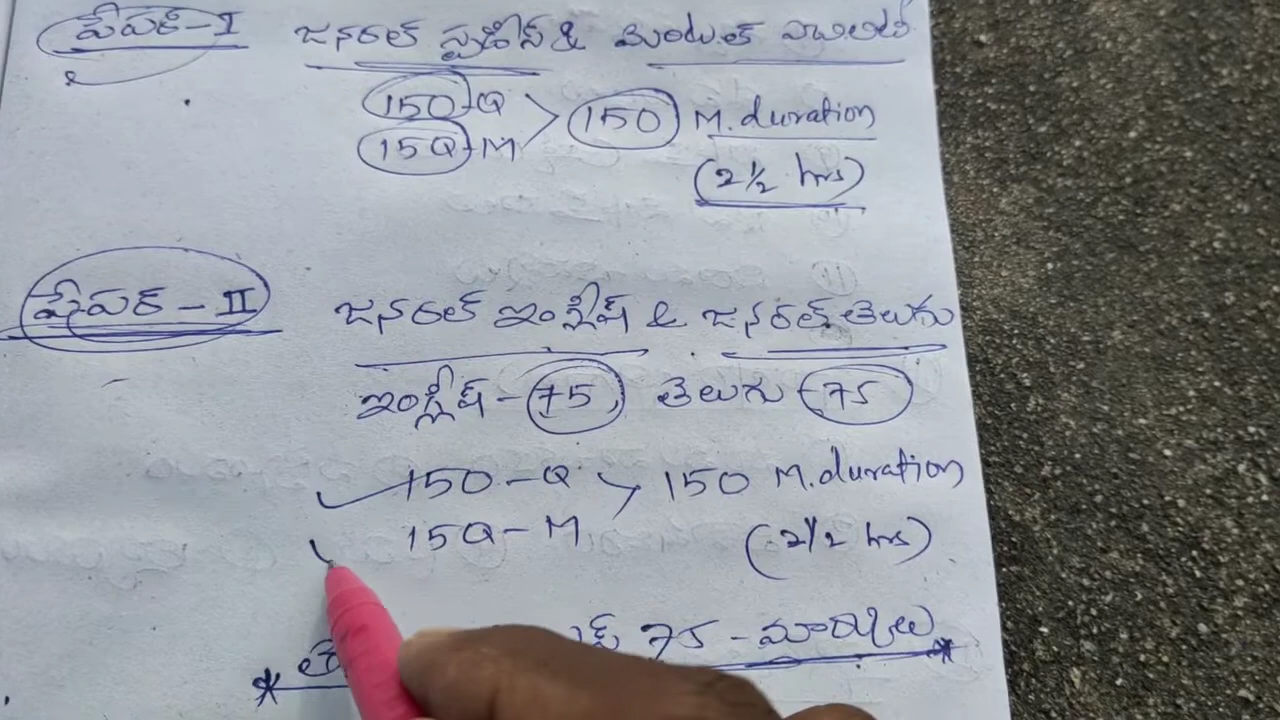 పేపర్-I జనరల్ స్టడీస్ & మెంటల్ ఎబిలిటీ
150-Q
150-M
150 M. duration
(2½ hrs)
పేపర్-II జనరల్ ఇంగ్లీష్ & జనరల్ తెలుగు
ఇంగ్లీష్-75 తెలుగు-75
150-Q
150-M
150 M. duration
(2½ hrs)
75-మార్కులు